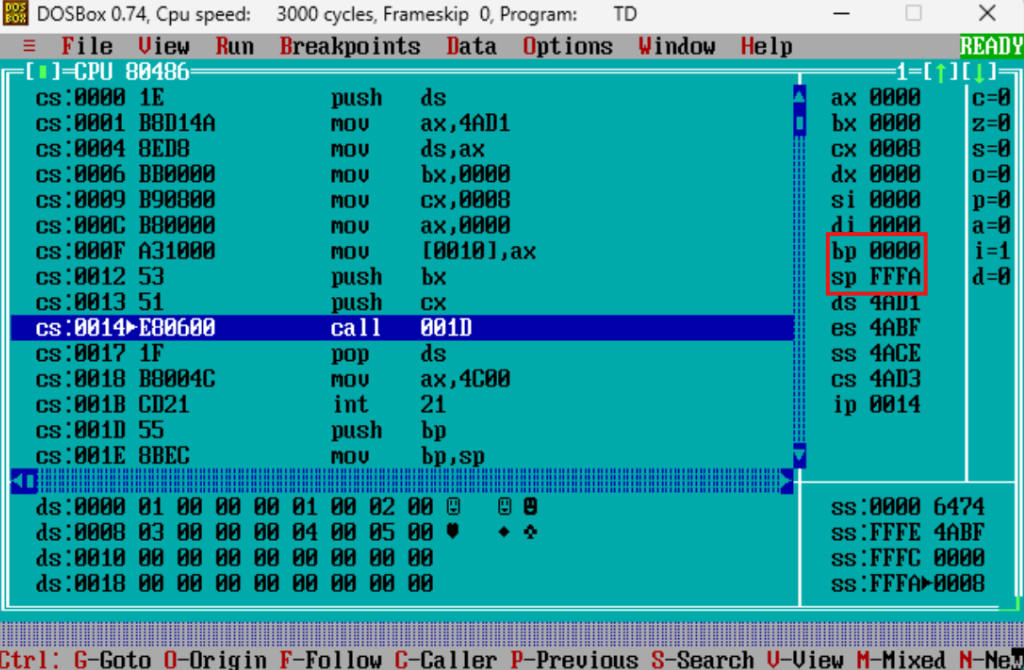 DOSBox 0.74, Cpu speed: 3000 cycles, Frameskip 0, Program: TD
≡ File View Run Breakpoints Data Options Window Help READY
[▮]=CPU 80486 1=[↑][↓]
cs:0000 1E push ds ax 0000 c=0
cs:0001 B8D14A mov ax,4AD1 bx 0000 z=0
cs:0004 8ED8 mov ds,ax cx 0008 s=0
cs:0006 BB0000 mov bx,0000 dx 0000 o=0
cs:0009 B90800 mov cx,0008 si 0000 p=0
cs:000C B80000 mov ax,0000 di 0000 a=0
cs:000F A31000 mov [0010],ax bp 0000 i=1
cs:0012 53 push bx sp FFFA d=0
cs:0013 51 push cx ds 4AD1
cs:0014►E80600 call 001D es 4ABF
cs:0017 1F pop ds ss 4ACE
cs:0018 B8004C mov ax,4C00 cs 4AD3
cs:001B CD21 int 21 ip 0014
cs:001D 55 push bp
cs:001E 8BEC mov bp,sp
ds:0000 01 00 00 00 01 00 02 00 ☺ ☺ ☻ ss:0000 6474
ds:0008 03 00 00 00 04 00 05 00 ♥ ♦ ♣ ss:FFFE 4ABF
ds:0010 00 00 00 00 00 00 00 00 ss:FFFC 0000
ds:0018 00 00 00 00 00 00 00 00 ss:FFFA►0008
Ctrl: G-Goto O-Origin F-Follow C-Caller P-Previous S-Search V-View M-Mixed N-New